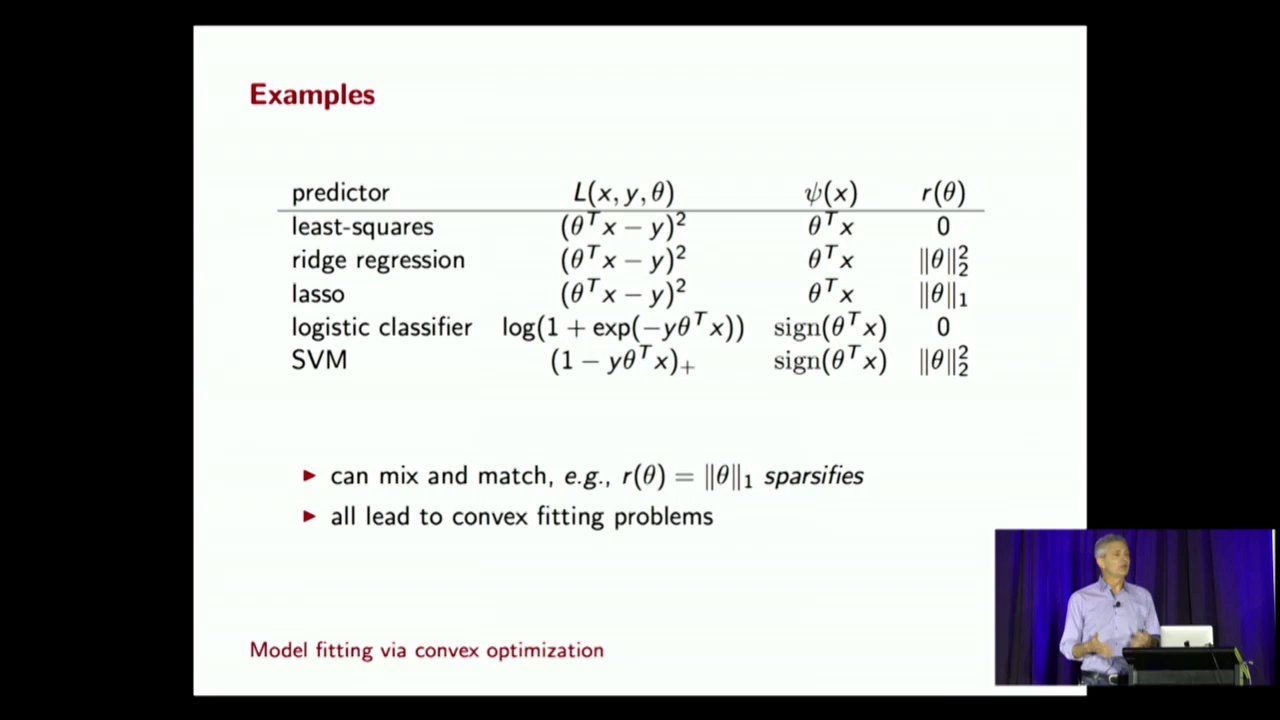 Examples
predictor L(x, y, θ) ψ(x) r(θ)
least-squares (θᵀx − y)² θᵀx 0
ridge regression (θᵀx − y)² θᵀx ‖θ‖₂²
lasso (θᵀx − y)² θᵀx ‖θ‖₁
logistic classifier log(1 + exp(−yθᵀx)) sign(θᵀx) 0
SVM (1 − yθᵀx)₊ sign(θᵀx) ‖θ‖₂²
▶ can mix and match, e.g., r(θ) = ‖θ‖₁ sparsifies
▶ all lead to convex fitting problems
Model fitting via convex optimization